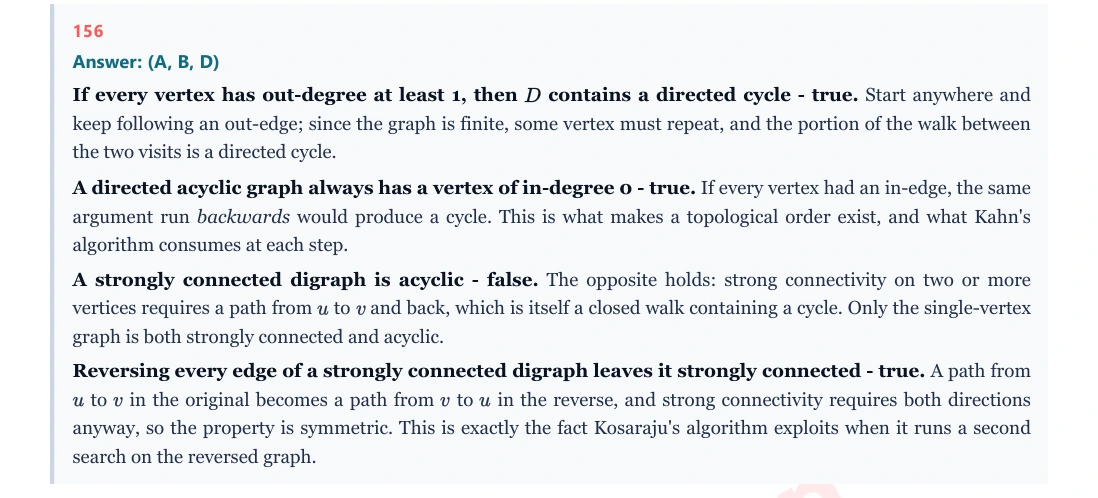 156
Answer: (A, B, D)
If every vertex has out-degree at least 1, then D contains a directed cycle - true. Start anywhere and
keep following an out-edge; since the graph is finite, some vertex must repeat, and the portion of the walk between
the two visits is a directed cycle.
A directed acyclic graph always has a vertex of in-degree 0 - true. If every vertex had an in-edge, the same
argument run backwards would produce a cycle. This is what makes a topological order exist, and what Kahn's
algorithm consumes at each step.
A strongly connected digraph is acyclic - false. The opposite holds: strong connectivity on two or more
vertices requires a path from u to v and back, which is itself a closed walk containing a cycle. Only the single-vertex
graph is both strongly connected and acyclic.
Reversing every edge of a strongly connected digraph leaves it strongly connected - true. A path from
u to v in the original becomes a path from v to u in the reverse, and strong connectivity requires both directions
anyway, so the property is symmetric. This is exactly the fact Kosaraju's algorithm exploits when it runs a second
search on the reversed graph.